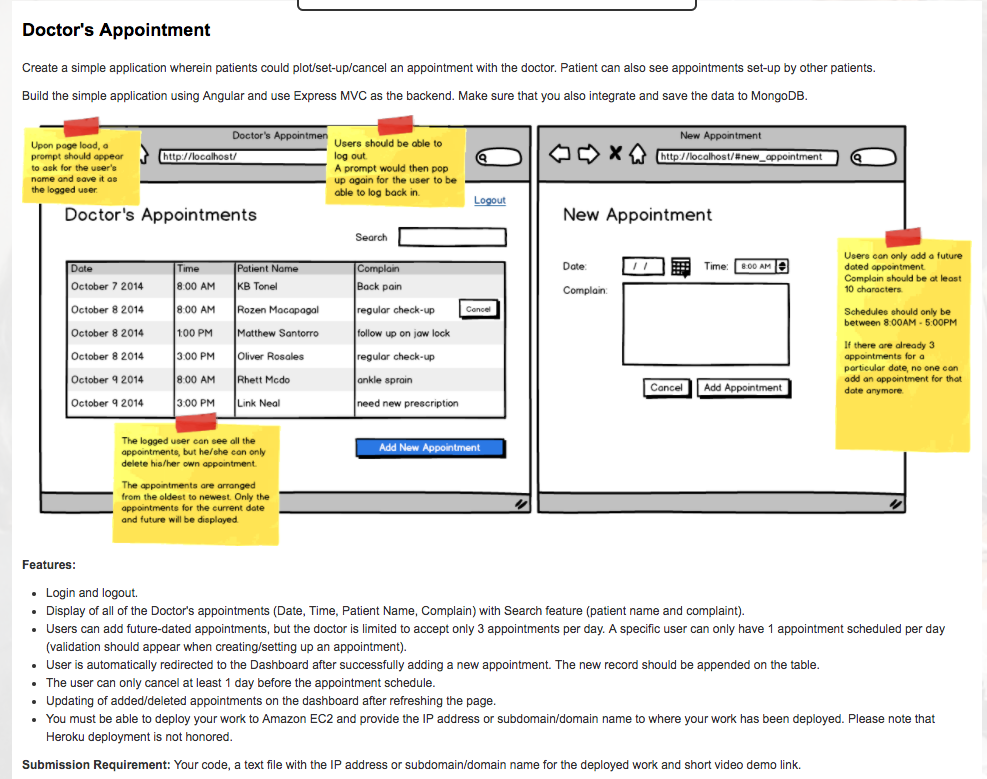 Doctor's Appointment
Create a simple application wherein patients could plot/set-up/cancel an appointment with the doctor. Patient can also see appointments set-up by other patients.
Build the simple application using Angular and use Express MVC as the backend. Make sure that you also integrate and save the data to MongoDB.
Upon page load, a
prompt should appear
to ask for the user's
name and save it as
the logged user.
Doctor's Appointmen
http://localhost/
Users should be able to
log out.
A prompt would then pop
up again for the user to be
able to log back in.
Logout
Doctor's Appointments
Search
Date Time Patient Name Complain
October 7 2014 8:00 AM KB Tonel Back pain
October 8 2014 8:00 AM Rozen Macapagal regular check-up Cancel
October 8 2014 1:00 PM Matthew Santorro follow up on jaw lock
October 8 2014 3:00 PM Oliver Rosales regular check-up
October 9 2014 8:00 AM Rhett Mcdo ankle sprain
October 9 2014 3:00 PM Link Neal need new prescription
Add New Appointment
The logged user can see all the
appointments, but he/she can only
delete his/her own appointment.
The appointments are arranged
from the oldest to newest. Only the
appointments for the current date
and future will be displayed.
New Appointment
http://localhost/#new_appointment
New Appointment
Date: / / Time: 8:00 AM
Complain:
Cancel Add Appointment
Users can only add a future
dated appointment.
Complain should be at least
10 characters.
Schedules should only be
between 8:00AM - 5:00PM
If there are already 3
appointments for a
particular date, no one can
add an appointment for that
date anymore.
Features:
• Login and logout.
• Display of all of the Doctor's appointments (Date, Time, Patient Name, Complain) with Search feature (patient name and complaint).
• Users can add future-dated appointments, but the doctor is limited to accept only 3 appointments per day. A specific user can only have 1 appointment scheduled per day
(validation should appear when creating/setting up an appointment).
• User is automatically redirected to the Dashboard after successfully adding a new appointment. The new record should be appended on the table.
• The user can only cancel at least 1 day before the appointment schedule.
• Updating of added/deleted appointments on the dashboard after refreshing the page.
• You must be able to deploy your work to Amazon EC2 and provide the IP address or subdomain/domain name to where your work has been deployed. Please note that
Heroku deployment is not honored.
Submission Requirement: Your code, a text file with the IP address or subdomain/domain name for the deployed work and short video demo link.